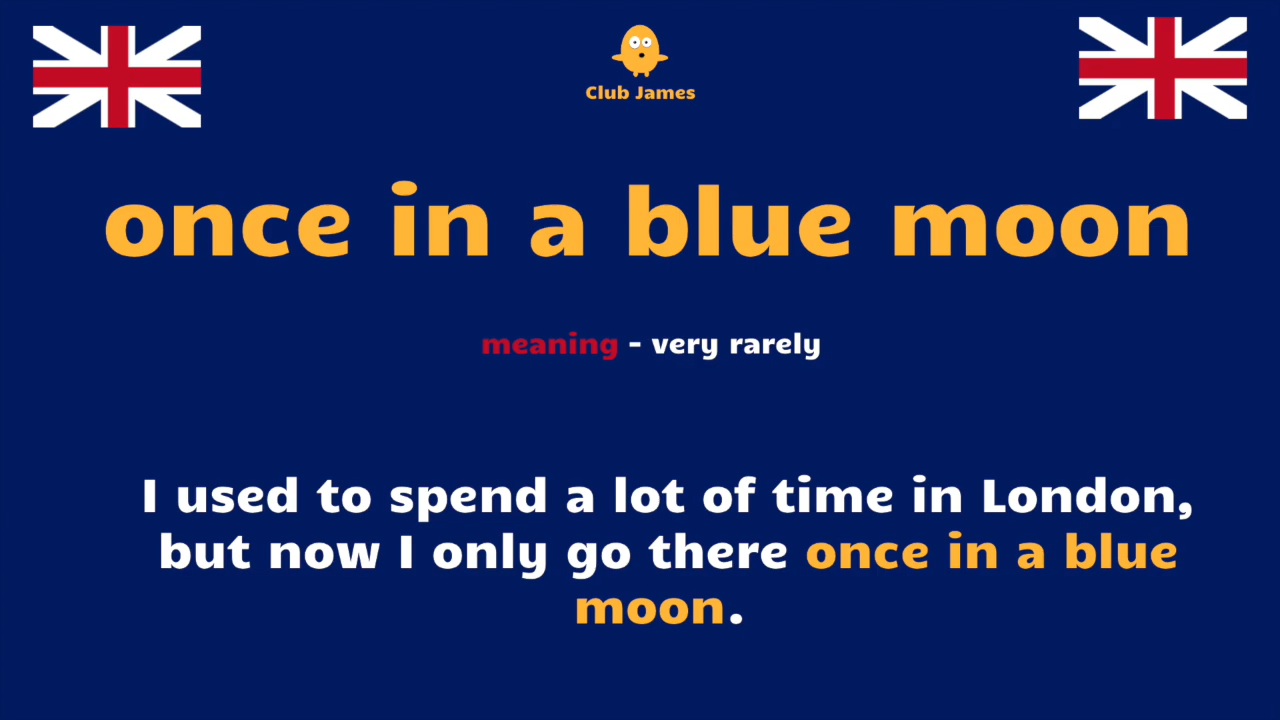 Club James
once in a blue moon
meaning - very rarely
I used to spend a lot of time in London,
but now I only go there once in a blue
moon.